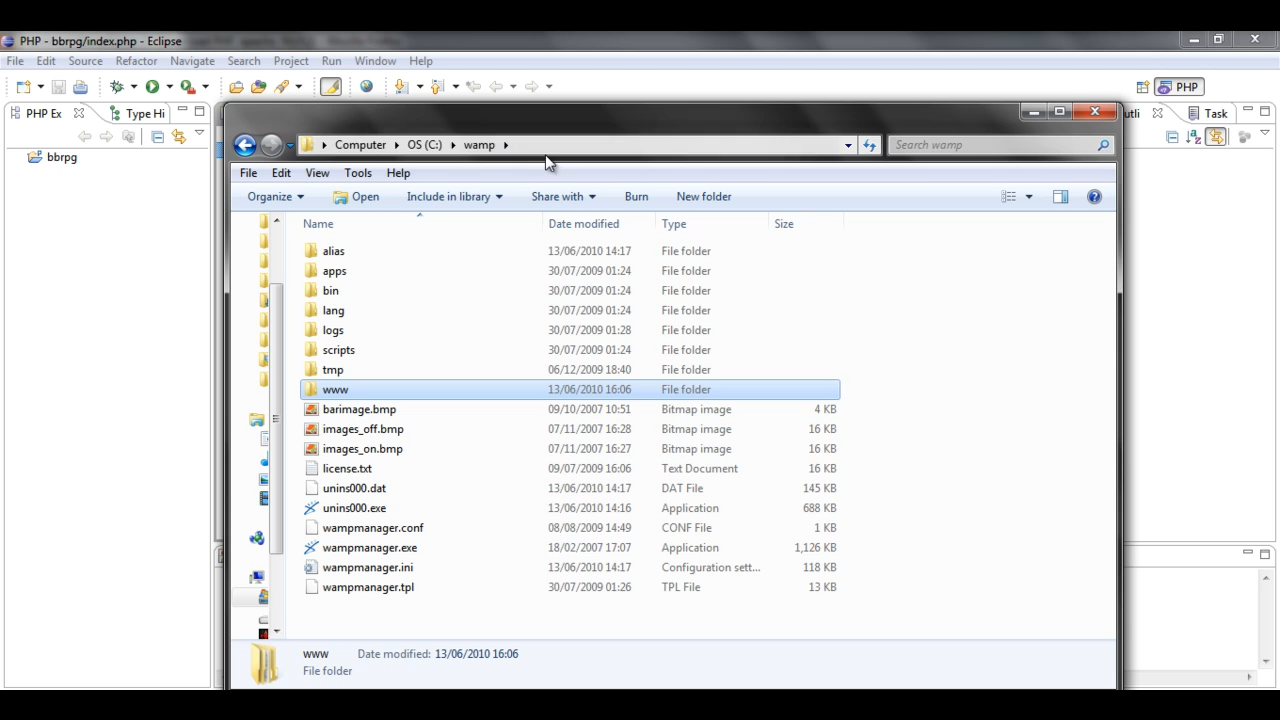 PHP - bbrpg/index.php - Eclipse
File Edit Source Refactor Navigate Search Project Run Window Help
PHP
PHP Ex Type Hi utli Task
Computer OS (C:) wamp Search wamp
bbrpg
File Edit View Tools Help
Organize Open Include in library Share with Burn New folder
Name Date modified Type Size
alias 13/06/2010 14:17 File folder
apps 30/07/2009 01:24 File folder
bin 30/07/2009 01:24 File folder
lang 30/07/2009 01:24 File folder
logs 30/07/2009 01:28 File folder
scripts 30/07/2009 01:24 File folder
tmp 06/12/2009 18:40 File folder
www 13/06/2010 16:06 File folder
barimage.bmp 09/10/2007 10:51 Bitmap image 4 KB
images_off.bmp 07/11/2007 16:28 Bitmap image 16 KB
images_on.bmp 07/11/2007 16:27 Bitmap image 16 KB
license.txt 09/07/2009 16:06 Text Document 16 KB
unins000.dat 13/06/2010 14:17 DAT File 145 KB
unins000.exe 13/06/2010 14:16 Application 688 KB
wampmanager.conf 08/08/2009 14:49 CONF File 1 KB
wampmanager.exe 18/02/2007 17:07 Application 1,126 KB
wampmanager.ini 13/06/2010 14:17 Configuration sett... 118 KB
wampmanager.tpl 30/07/2009 01:26 TPL File 13 KB
www Date modified: 13/06/2010 16:06
File folder